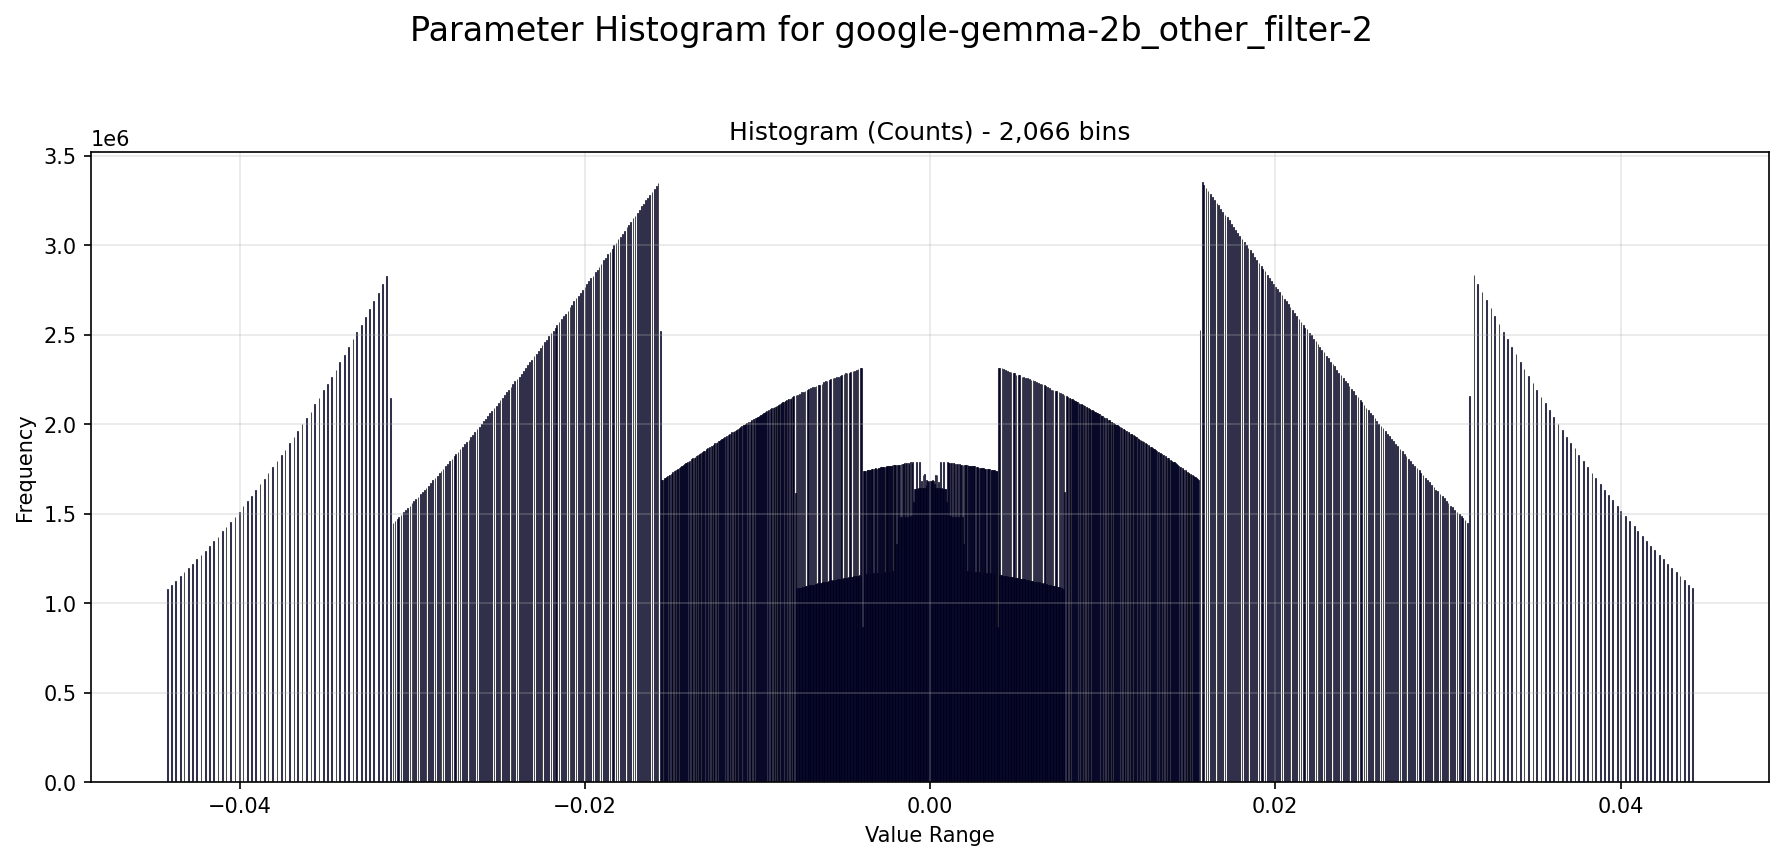 Parameter Histogram for google-gemma-2b_other_filter-2
Histogram (Counts) - 2,066 bins
1e6
3.5
3.0
2.5
2.0
1.5
1.0
0.5
0.0
Frequency
−0.04
−0.02
0.00
0.02
0.04
Value Range